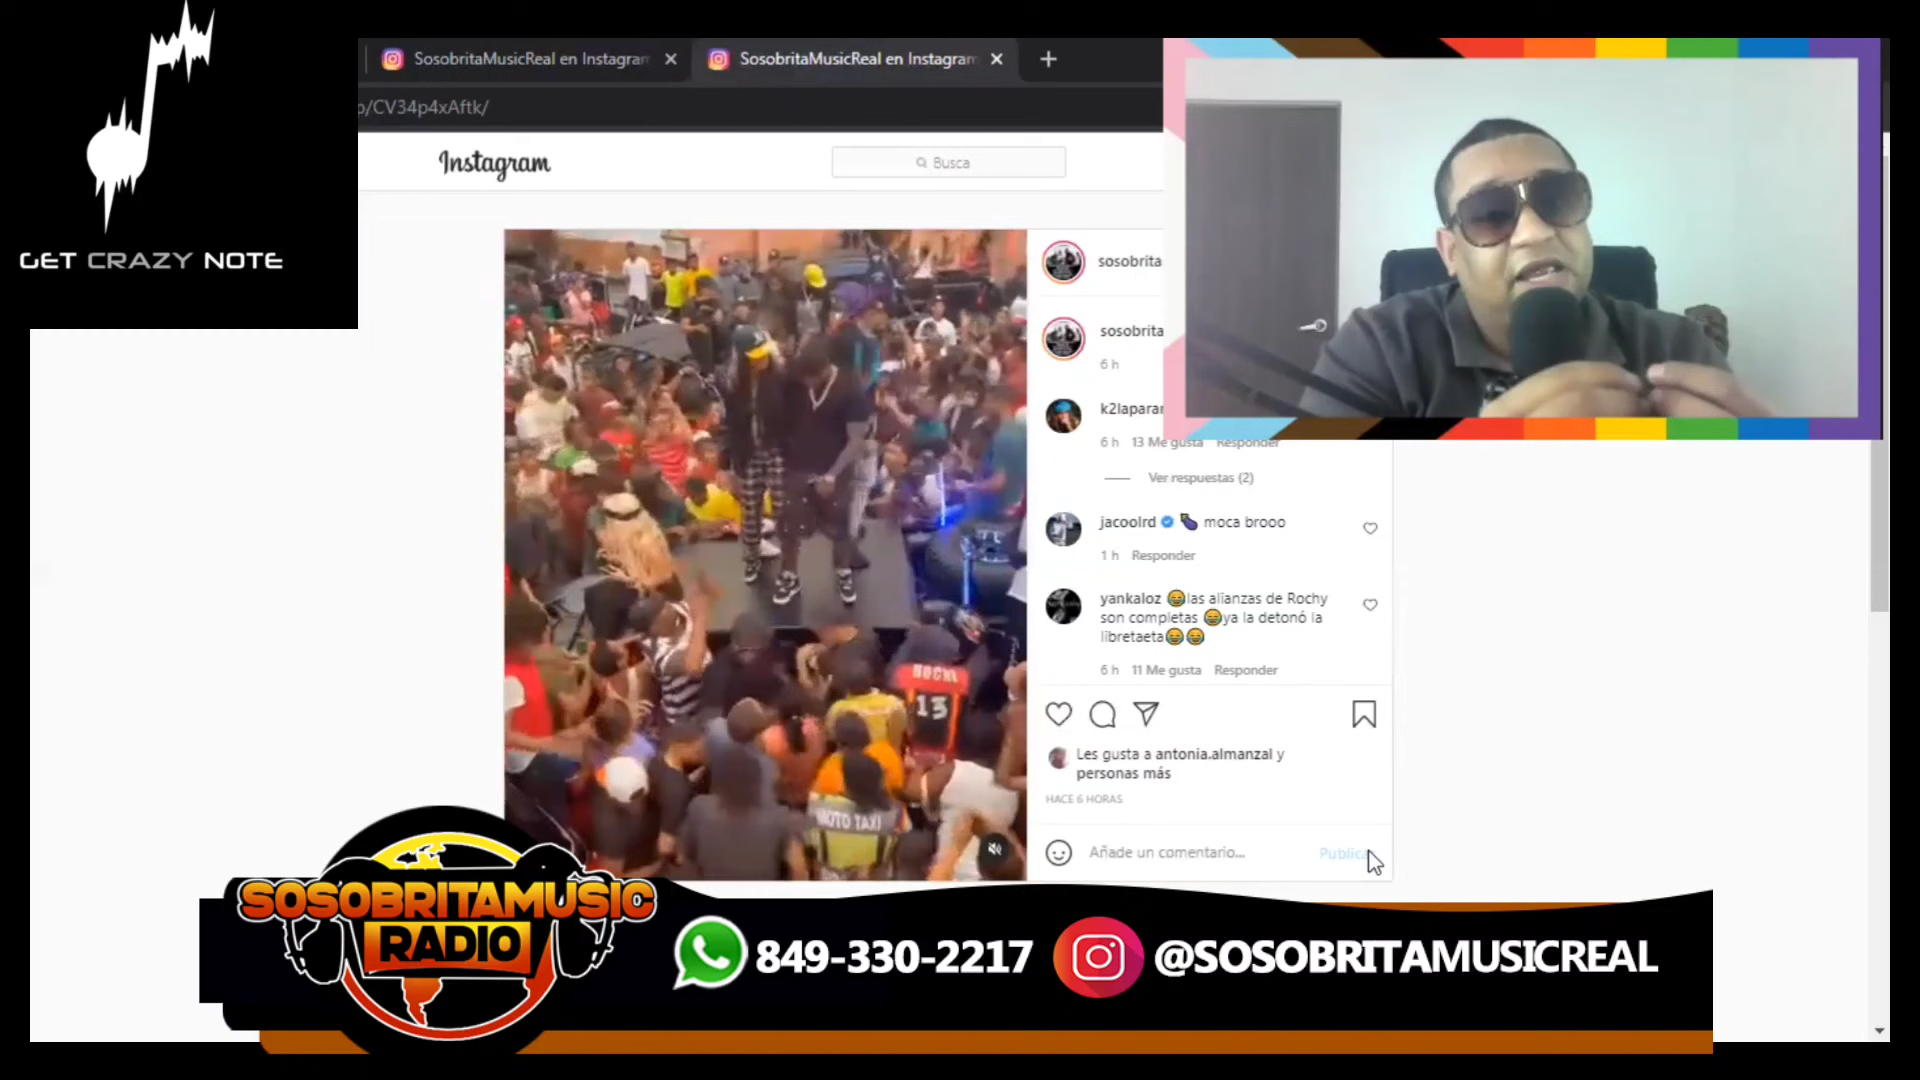 GET CRAZY NOTE
SosobritaMusicReal en Instagram
SosobritaMusicReal en Instagram
/CV34p4xAftk/
Instagram
Busca
sosobrita
sosobrita
6 h
k2laparar
6 h 13 Me gusta Responder
Ver respuestas (2)
jacoolrd 🍆 moca brooo
1 h Responder
yankaloz 😂las alianzas de Rochy
son completas 😂ya la detonó la
libretaeta😂😂
6 h 11 Me gusta Responder
13
MOTO TAXI
Les gusta a antonia.almanzal y
personas más
HACE 6 HORAS
Añade un comentario...
Publicar
SOSOBRITAMUSIC
RADIO
849-330-2217
@SOSOBRITAMUSICREAL